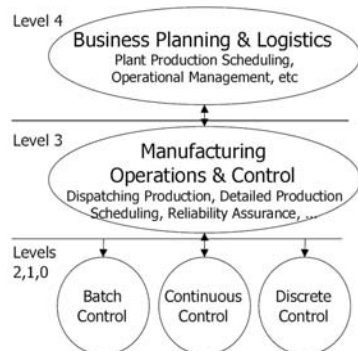 Level 4
Business Planning & Logistics
Plant Production Scheduling,
Operational Management, etc
Level 3
Manufacturing
Operations & Control
Dispatching Production, Detailed Production
Scheduling, Reliability Assurance, ...
Levels
2,1,0
Batch
Control
Continuous
Control
Discrete
Control